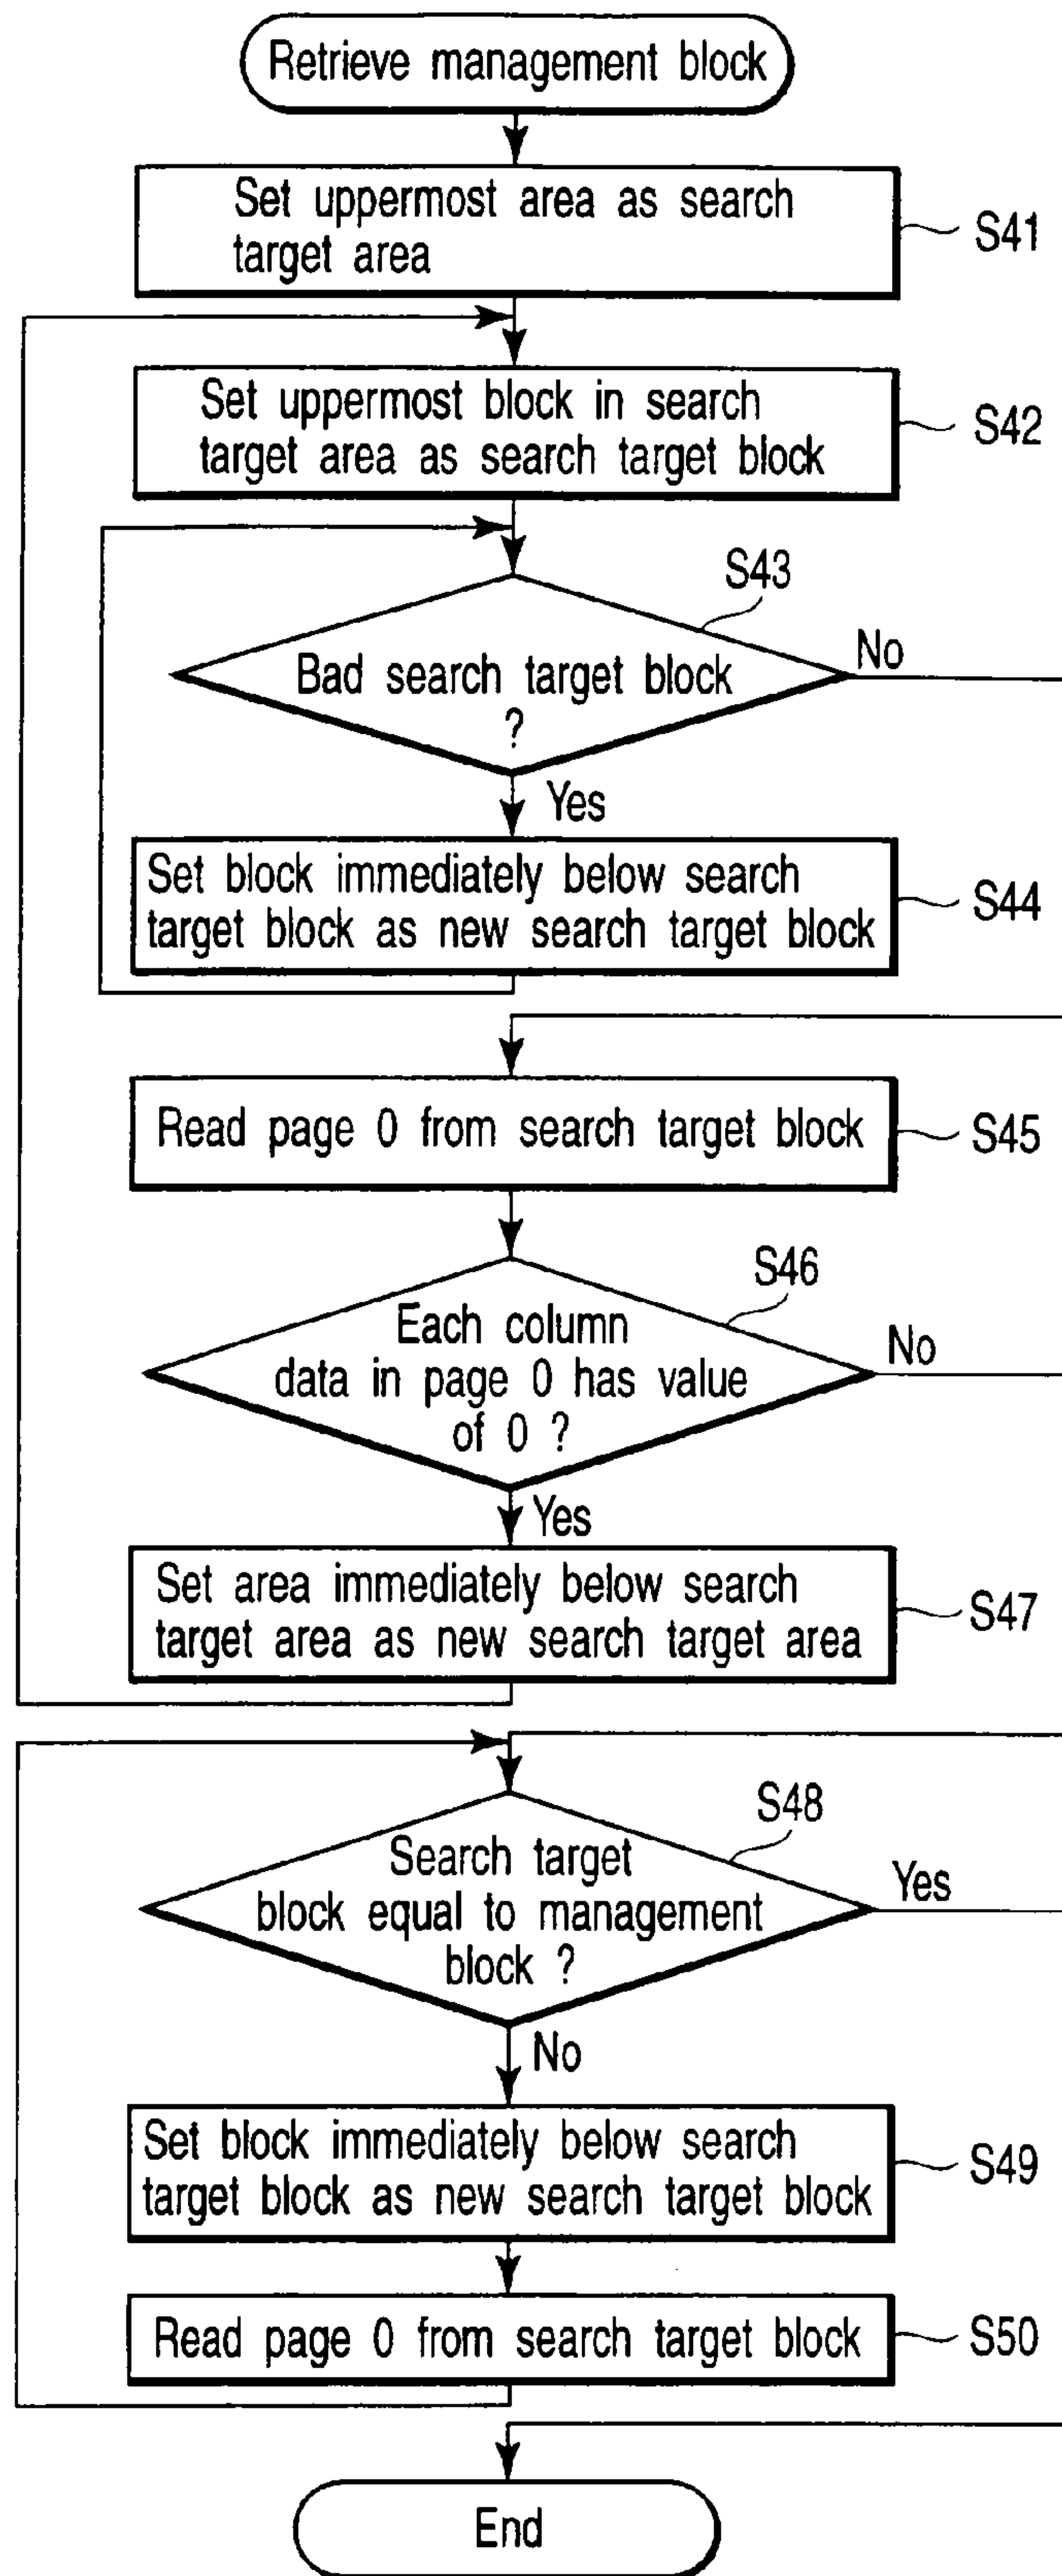 Retrieve management block
Set uppermost area as search
target area
S41
Set uppermost block in search
target area as search target block
S42
S43
No
Bad search target block
?
Yes
Set block immediately below search
target block as new search target block
S44
Read page 0 from search target block
S45
S46
Each column
data in page 0 has value
of 0 ?
No
Yes
Set area immediately below search
target area as new search target area
S47
S48
Search target
block equal to management
block ?
Yes
No
Set block immediately below search
target block as new search target block
S49
Read page 0 from search target block
S50
End